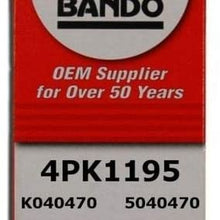 BANDO
OEM Supplier
for Over 50 Years
4PK1195
K040470 5040470